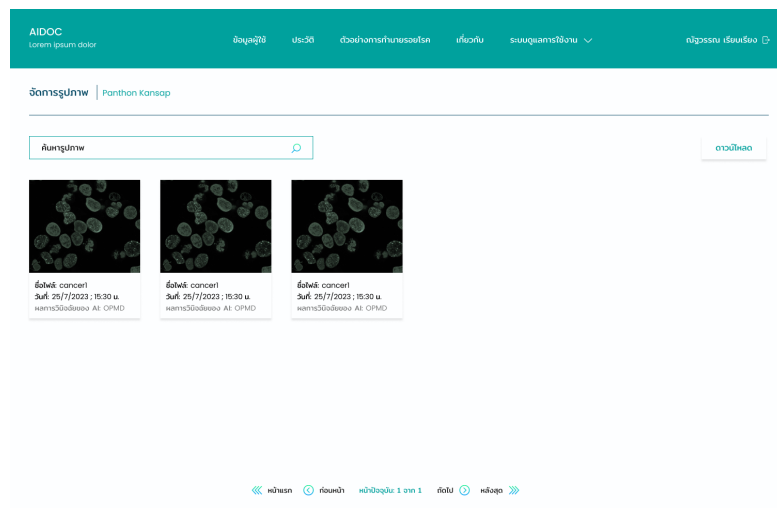 AIDOC
Lorem ipsum dolor
ข้อมูลผู้ใช้ ประวัติ ตัวอย่างการทำนายรอยโรค เกี่ยวกับ ระบบดูแลการใช้งาน ณัฐวรรณ เรียบเรียง
จัดการรูปภาพ Panthon Kansap
ค้นหารูปภาพ ดาวน์โหลด
ชื่อไฟล์: cancer1 ชื่อไฟล์: cancer1 ชื่อไฟล์: cancer1
วันที่: 25/7/2023 ; 15:30 น. วันที่: 25/7/2023 ; 15:30 น. วันที่: 25/7/2023 ; 15:30 น.
ผลการวินิจฉัยของ AI: OPMD ผลการวินิจฉัยของ AI: OPMD ผลการวินิจฉัยของ AI: OPMD
หน้าแรก ก่อนหน้า หน้าปัจจุบัน: 1 จาก 1 ถัดไป หลังสุด